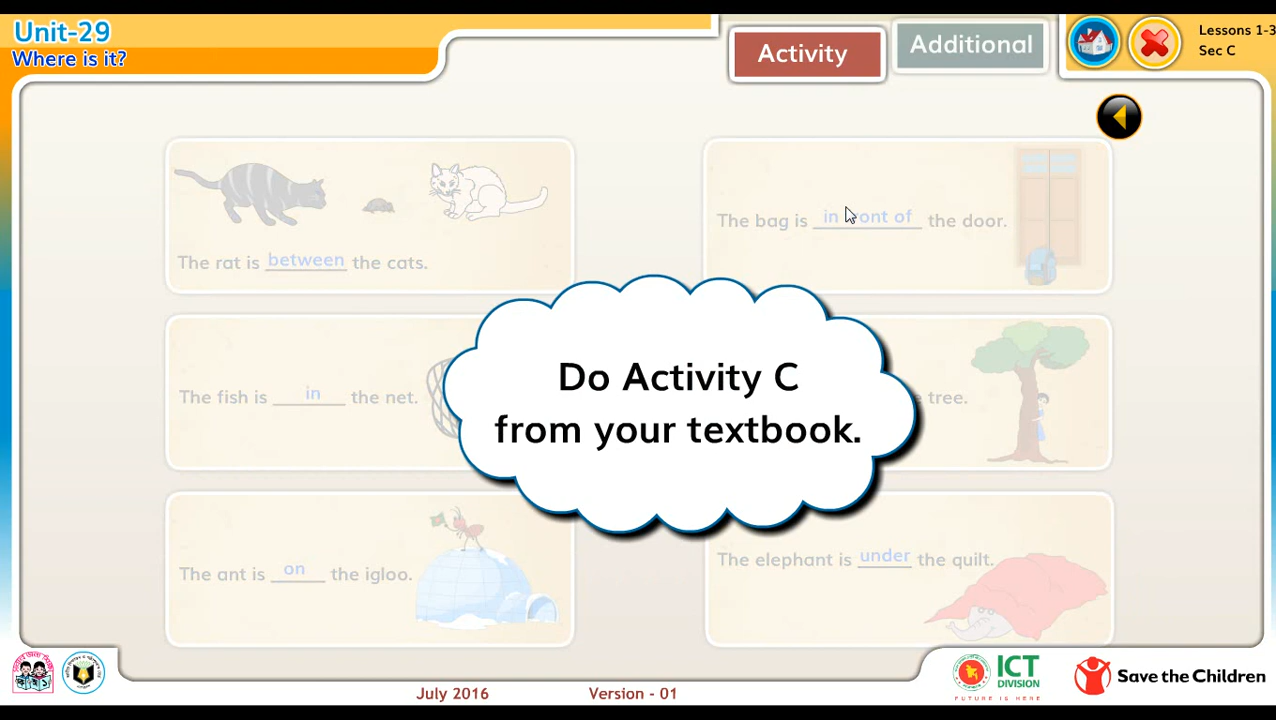 Unit-29
Where is it?
Activity
Additional
Lessons 1-3
Sec C
The rat is between the cats.
The bag is in front of the door.
The fish is in the net.
tree.
Do Activity C
from your textbook.
The ant is on the igloo.
The elephant is under the quilt.
July 2016
Version - 01
ICT
DIVISION
FUTURE IS HERE
Save the Children